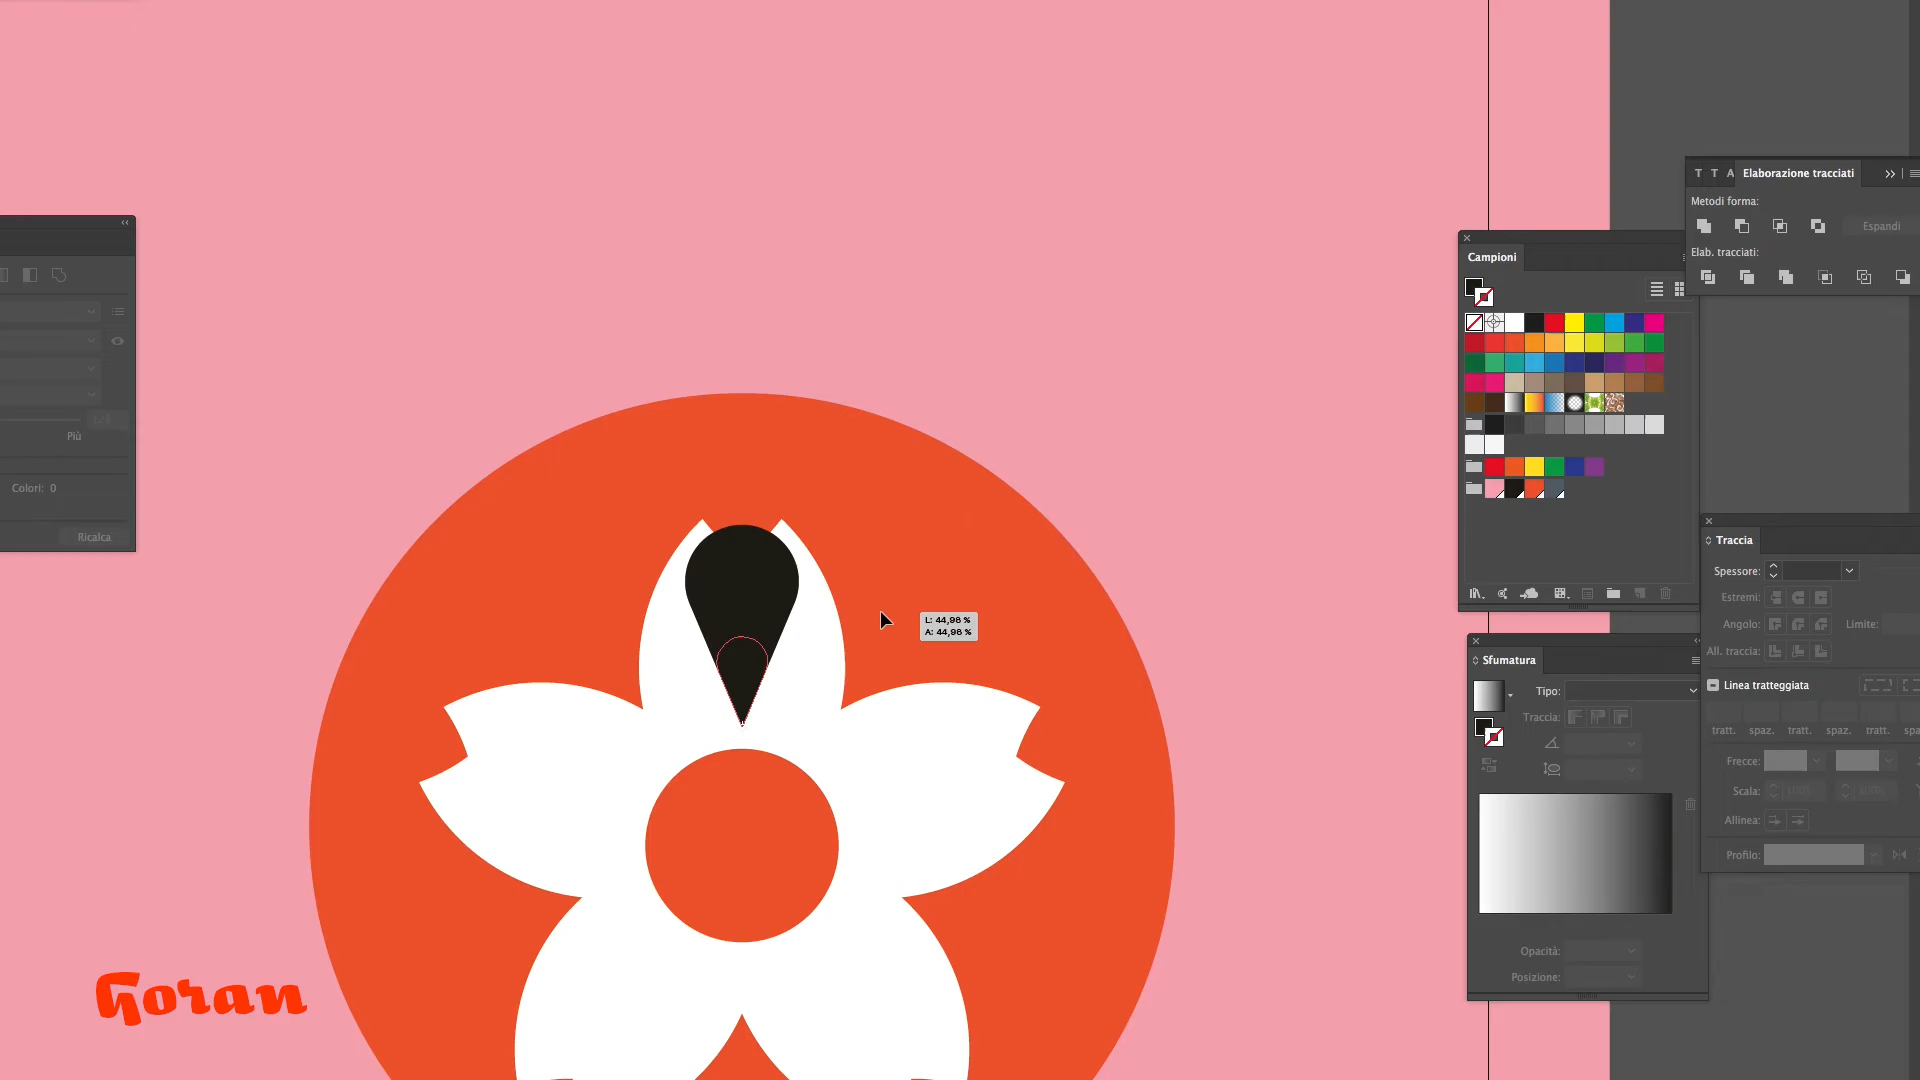 T T A Elaborazione tracciati
Metodi forma:
Espandi
Elab. tracciati:
Campioni
Più
Colori: 0
Ricalca
L: 44,98 %
A: 44,98 %
Traccia
Spessore:
Estremi:
Angolo: Limite:
All. traccia:
Linea tratteggiata
tratt. spaz. tratt. spaz. tratt. spa
Frecce:
Scala:
Allinea:
Profilo:
Sfumatura
Tipo:
Traccia:
Opacità:
Posizione:
Goran